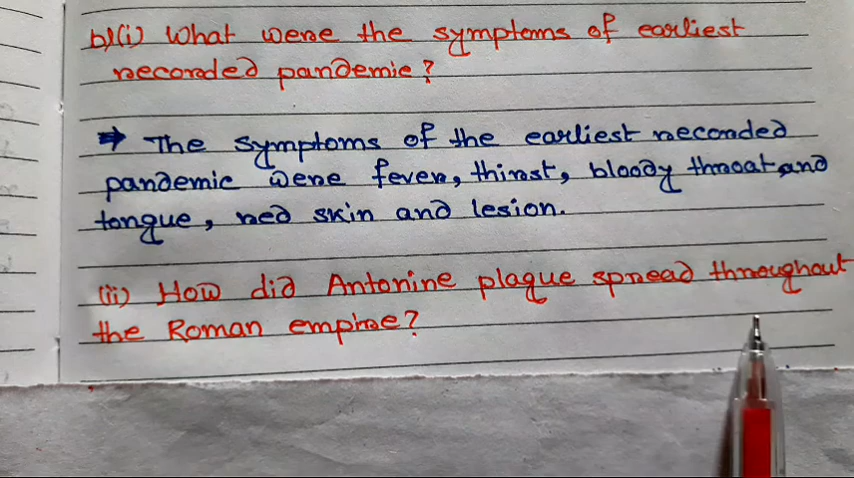 b)(i) What were the symptoms of earliest
recorded pandemic?
➔ The symptoms of the earliest recorded
pandemic were fever, thirst, bloody throat and
tongue, red skin and lesion.
(ii) How did Antonine plaque spread throughout
the Roman empire?